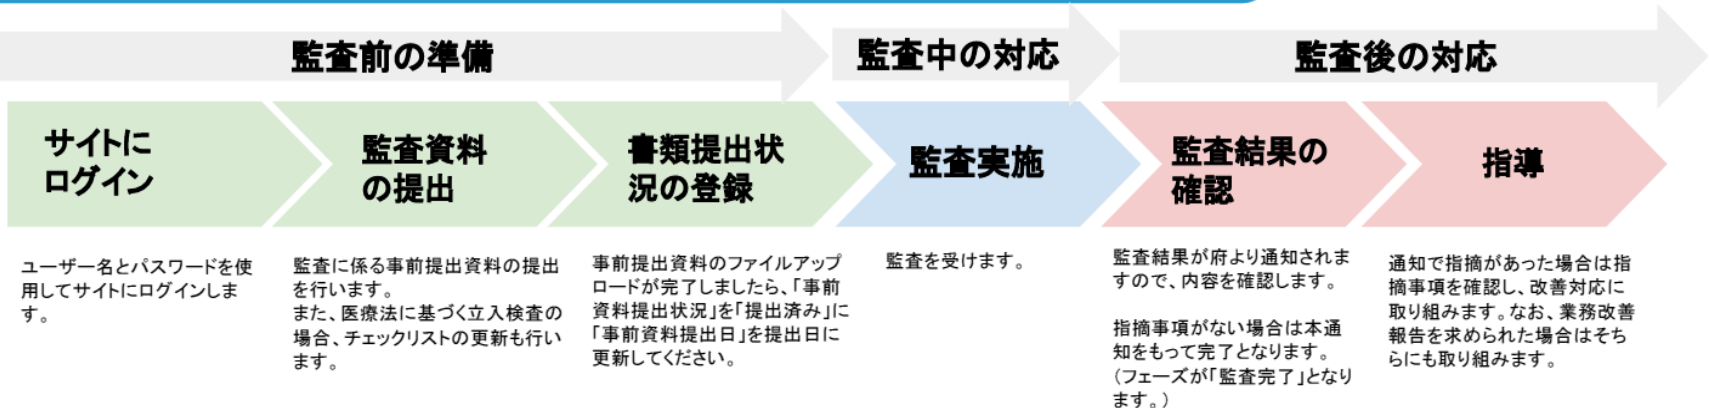 監査前の準備
監査中の対応
監査後の対応
サイトに
ログイン
監査資料
の提出
書類提出状
況の登録
監査実施
監査結果の
確認
指導
ユーザー名とパスワードを使
用してサイトにログインしま
す。
監査に係る事前提出資料の提出
を行います。
また、医療法に基づく立入検査の
場合、チェックリストの更新も行い
ます。
事前提出資料のファイルアップ
ロードが完了しましたら、「事前
資料提出状況」を「提出済み」に
「事前資料提出日」を提出日に
更新してください。
監査を受けます。
監査結果が府より通知されま
すので、内容を確認します。
指摘事項がない場合は本通
知をもって完了となります。
（フェーズが「監査完了」となり
ます。）
通知で指摘があった場合は指
摘事項を確認し、改善対応に
取り組みます。なお、業務改善
報告を求められた場合はそち
らにも取り組みます。